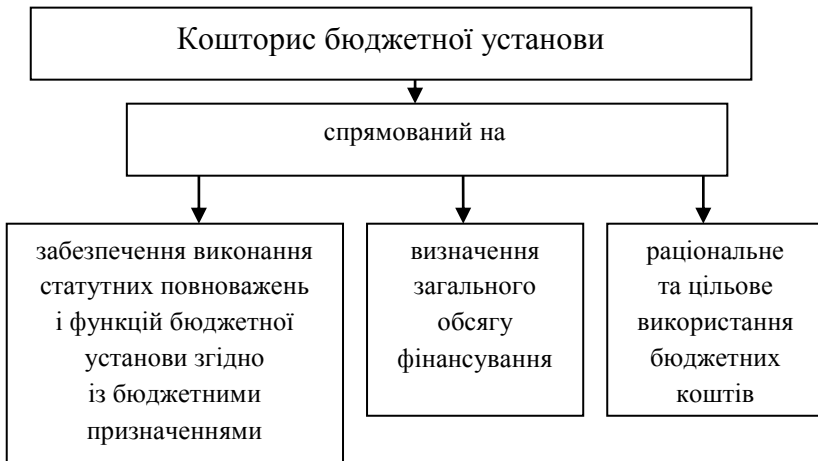 Кошторис бюджетної установи
спрямований на
забезпечення виконання
статутних повноважень
і функцій бюджетної
установи згідно
із бюджетними
призначеннями
визначення
загального
обсягу
фінансування
раціональне
та цільове
використання
бюджетних
коштів